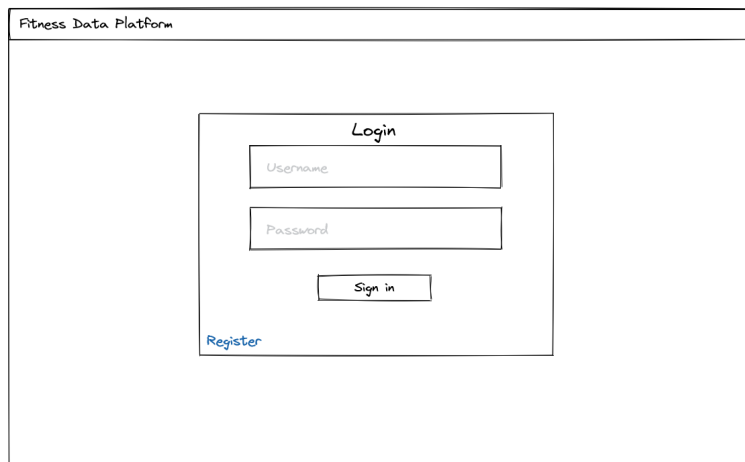 Fitness Data Platform
Login
Username
Password
Sign in
Register